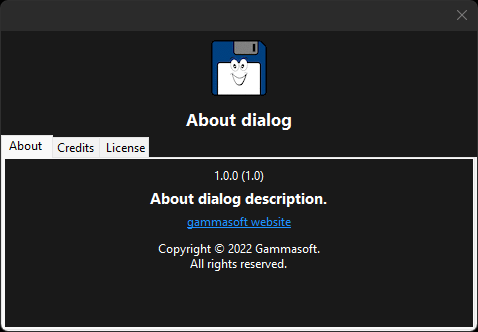 About dialog
About
Credits
License
1.0.0 (1.0)
About dialog description.
gammasoft website
Copyright © 2022 Gammasoft.
All rights reserved.